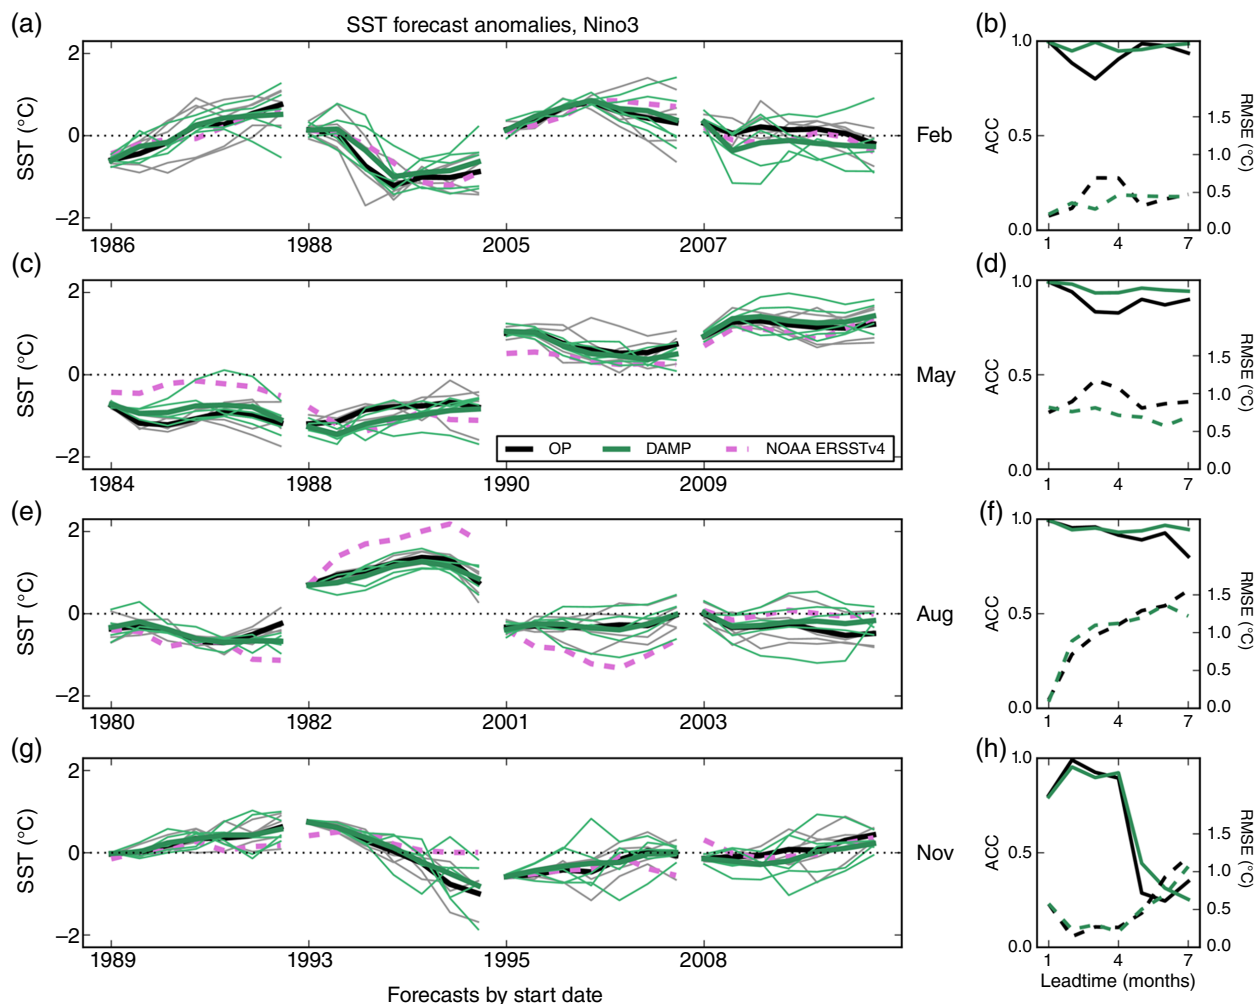 (a)
SST forecast anomalies, Nino3
(b)
SST (°C)
2
0
−2
1986
1988
2005
2007
Feb
ACC
1.0
0.5
0.0
1
4
7
RMSE (°C)
1.5
1.0
0.5
0.0
(c)
(d)
SST (°C)
2
0
−2
OP
DAMP
NOAA ERSSTv4
1984
1988
1990
2009
May
ACC
1.0
0.5
0.0
1
4
7
RMSE (°C)
1.5
1.0
0.5
0.0
(e)
(f)
SST (°C)
2
0
−2
1980
1982
2001
2003
Aug
ACC
1.0
0.5
0.0
1
4
7
RMSE (°C)
1.5
1.0
0.5
0.0
(g)
(h)
SST (°C)
2
0
−2
1989
1993
1995
2008
Nov
ACC
1.0
0.5
0.0
1
4
7
RMSE (°C)
1.5
1.0
0.5
0.0
Forecasts by start date
Leadtime (months)